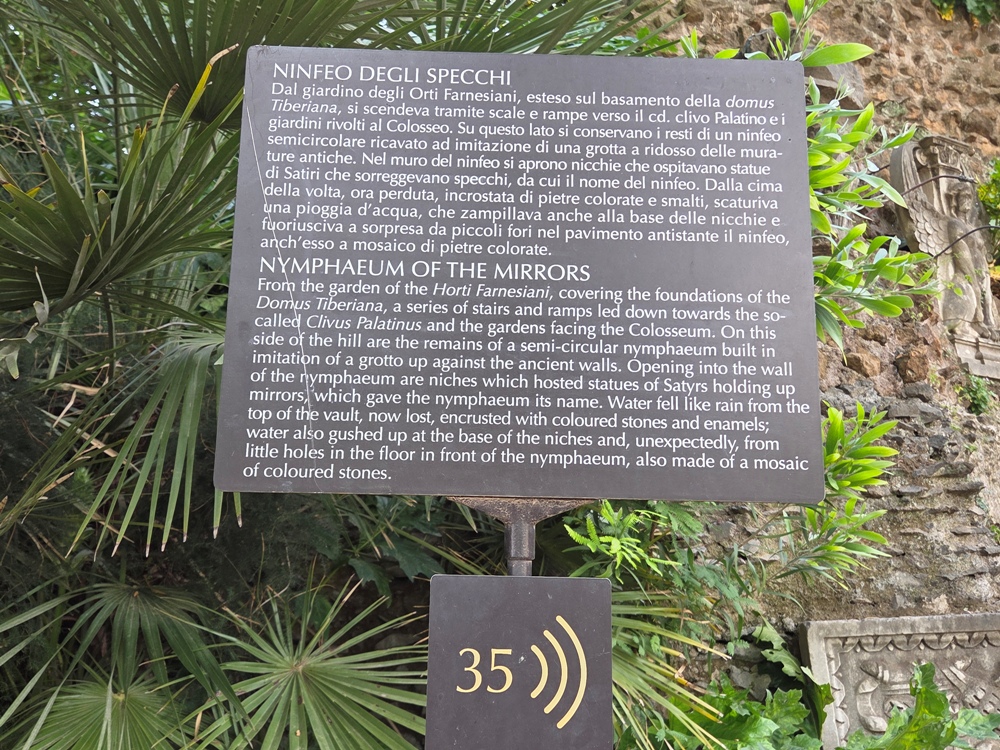 NINFEO DEGLI SPECCHI
Dal giardino degli Orti Farnesiani, esteso sul basamento della domus
Tiberiana, si scendeva tramite scale e rampe verso il cd. clivo Palatino e i
giardini rivolti al Colosseo. Su questo lato si conservano i resti di un ninfeo
semicircolare ricavato ad imitazione di una grotta a ridosso delle mura-
ture antiche. Nel muro del ninfeo si aprono nicchie che ospitavano statue
di Satiri che sorreggevano specchi, da cui il nome del ninfeo. Dalla cima
della volta, ora perduta, incrostata di pietre colorate e smalti, scaturiva
una pioggia d'acqua, che zampillava anche alla base delle nicchie e
fuoriusciva a sorpresa da piccoli fori nel pavimento antistante il ninfeo,
anch'esso a mosaico di pietre colorate.
NYMPHAEUM OF THE MIRRORS
From the garden of the Horti Farnesiani, covering the foundations of the
Domus Tiberiana, a series of stairs and ramps led down towards the so-
called Clivus Palatinus and the gardens facing the Colosseum. On this
side of the hill are the remains of a semi-circular nymphaeum built in
imitation of a grotto up against the ancient walls. Opening into the wall
of the nymphaeum are niches which hosted statues of Satyrs holding up
mirrors, which gave the nymphaeum its name. Water fell like rain from the
top of the vault, now lost, encrusted with coloured stones and enamels;
water also gushed up at the base of the niches and, unexpectedly, from
little holes in the floor in front of the nymphaeum, also made of a mosaic
of coloured stones.
35